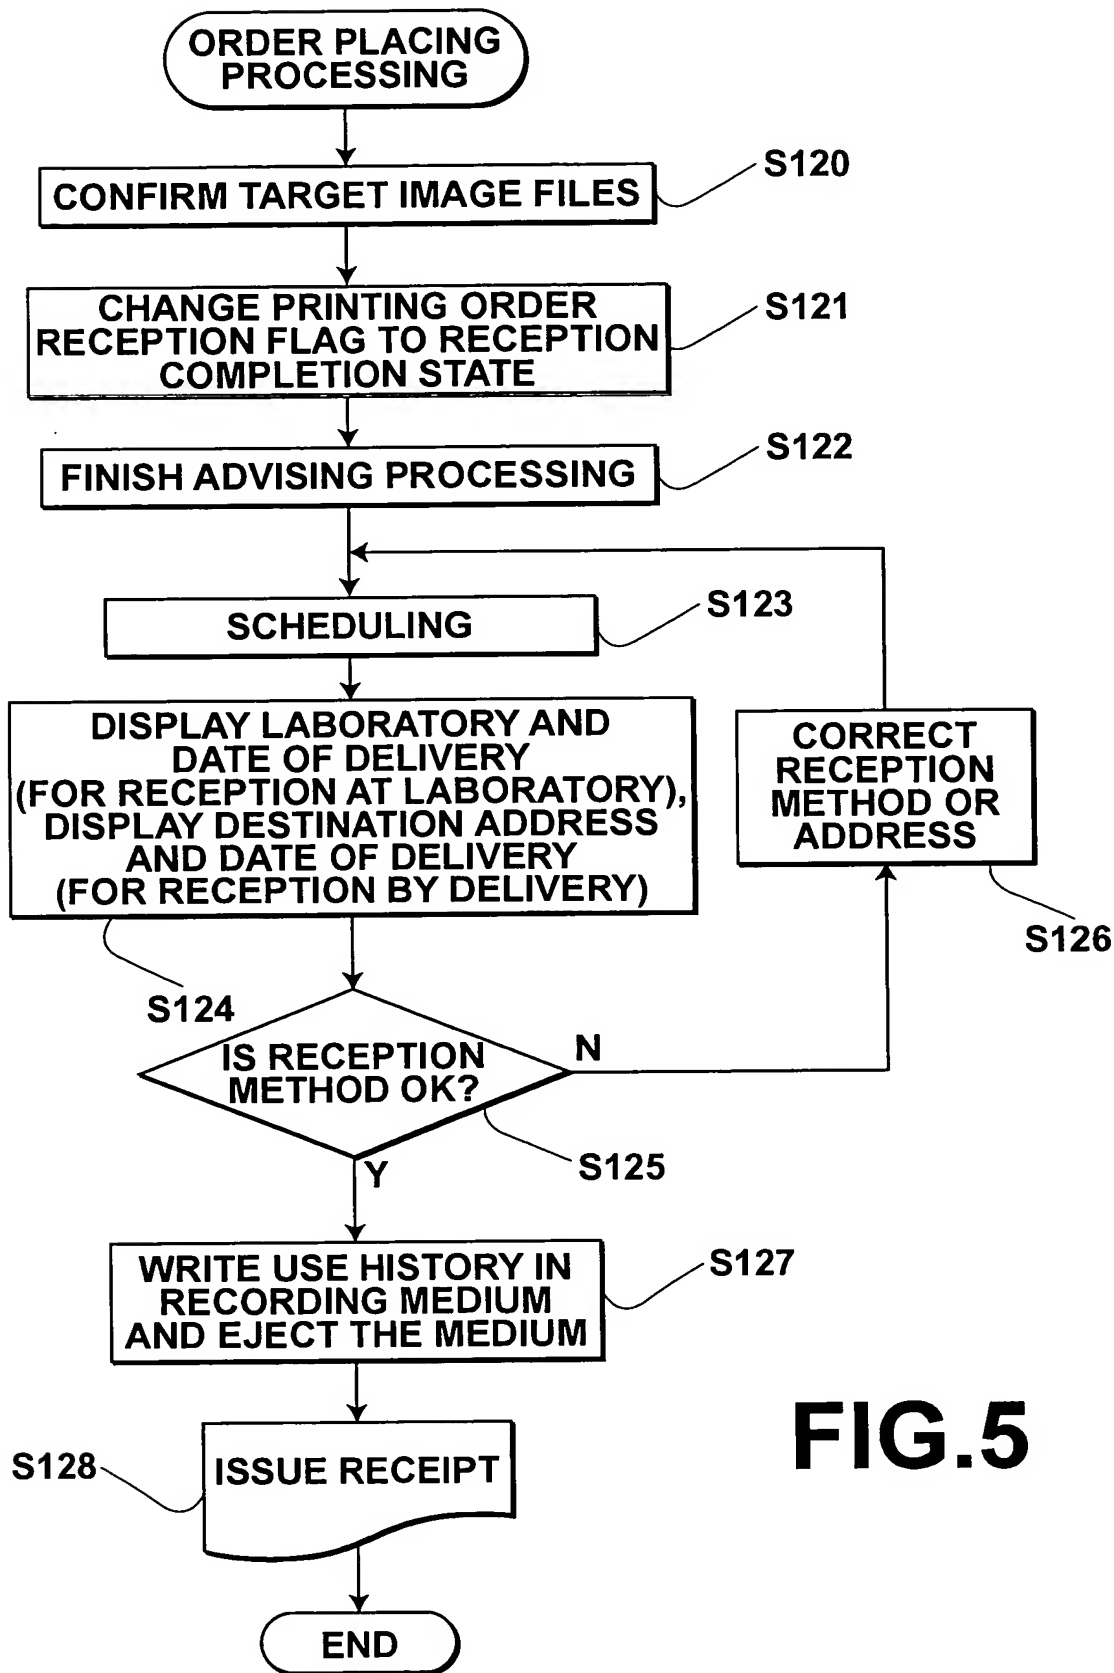 ORDER PLACING
PROCESSING
CONFIRM TARGET IMAGE FILES
S120
CHANGE PRINTING ORDER
RECEPTION FLAG TO RECEPTION
COMPLETION STATE
S121
FINISH ADVISING PROCESSING
S122
SCHEDULING
S123
DISPLAY LABORATORY AND
DATE OF DELIVERY
(FOR RECEPTION AT LABORATORY),
DISPLAY DESTINATION ADDRESS
AND DATE OF DELIVERY
(FOR RECEPTION BY DELIVERY)
S124
CORRECT
RECEPTION
METHOD OR
ADDRESS
S126
IS RECEPTION
METHOD OK?
N
S125
Y
WRITE USE HISTORY IN
RECORDING MEDIUM
AND EJECT THE MEDIUM
S127
ISSUE RECEIPT
S128
END
FIG.5